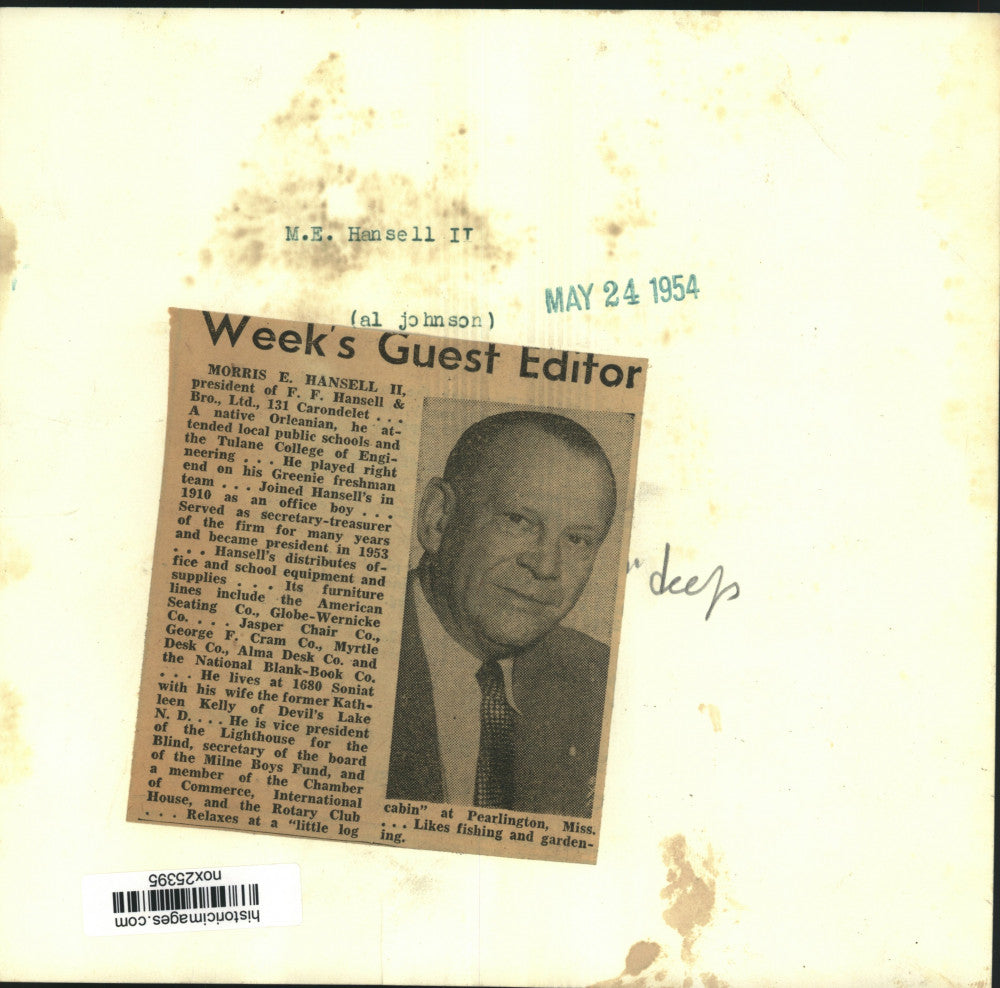 M.E. Hansell II
MAY 24 1954
(al johnson)
Week's Guest Editor
MORRIS E. HANSELL II,
president of F. F. Hansell &
Bro., Ltd., 131 Carondelet . . .
A native Orleanian, he at-
tended local public schools and
the Tulane College of Engi-
neering . . . He played right
end on his Greenie freshman
team . . . Joined Hansell's in
1910 as an office boy . . .
Served as secretary-treasurer
of the firm for many years
and became president in 1953
. . . Hansell's distributes of-
fice and school equipment and
supplies . . . Its furniture
lines include the American
Seating Co., Globe-Wernicke
Co. . . . Jasper Chair Co.,
George F. Cram Co., Myrtle
Desk Co., Alma Desk Co. and
the National Blank-Book Co.
. . . He lives at 1680 Soniat
with his wife the former Kath-
leen Kelly of Devil's Lake
N. D. . . . He is vice president
of the Lighthouse for the
Blind, secretary of the board
of the Milne Boys Fund, and
a member of the Chamber
of Commerce, International
House, and the Rotary Club
. . . Relaxes at a "little log
cabin" at Pearlington, Miss.
. . . Likes fishing and garden-
ing.
deeps
historicimages.com
nox25395